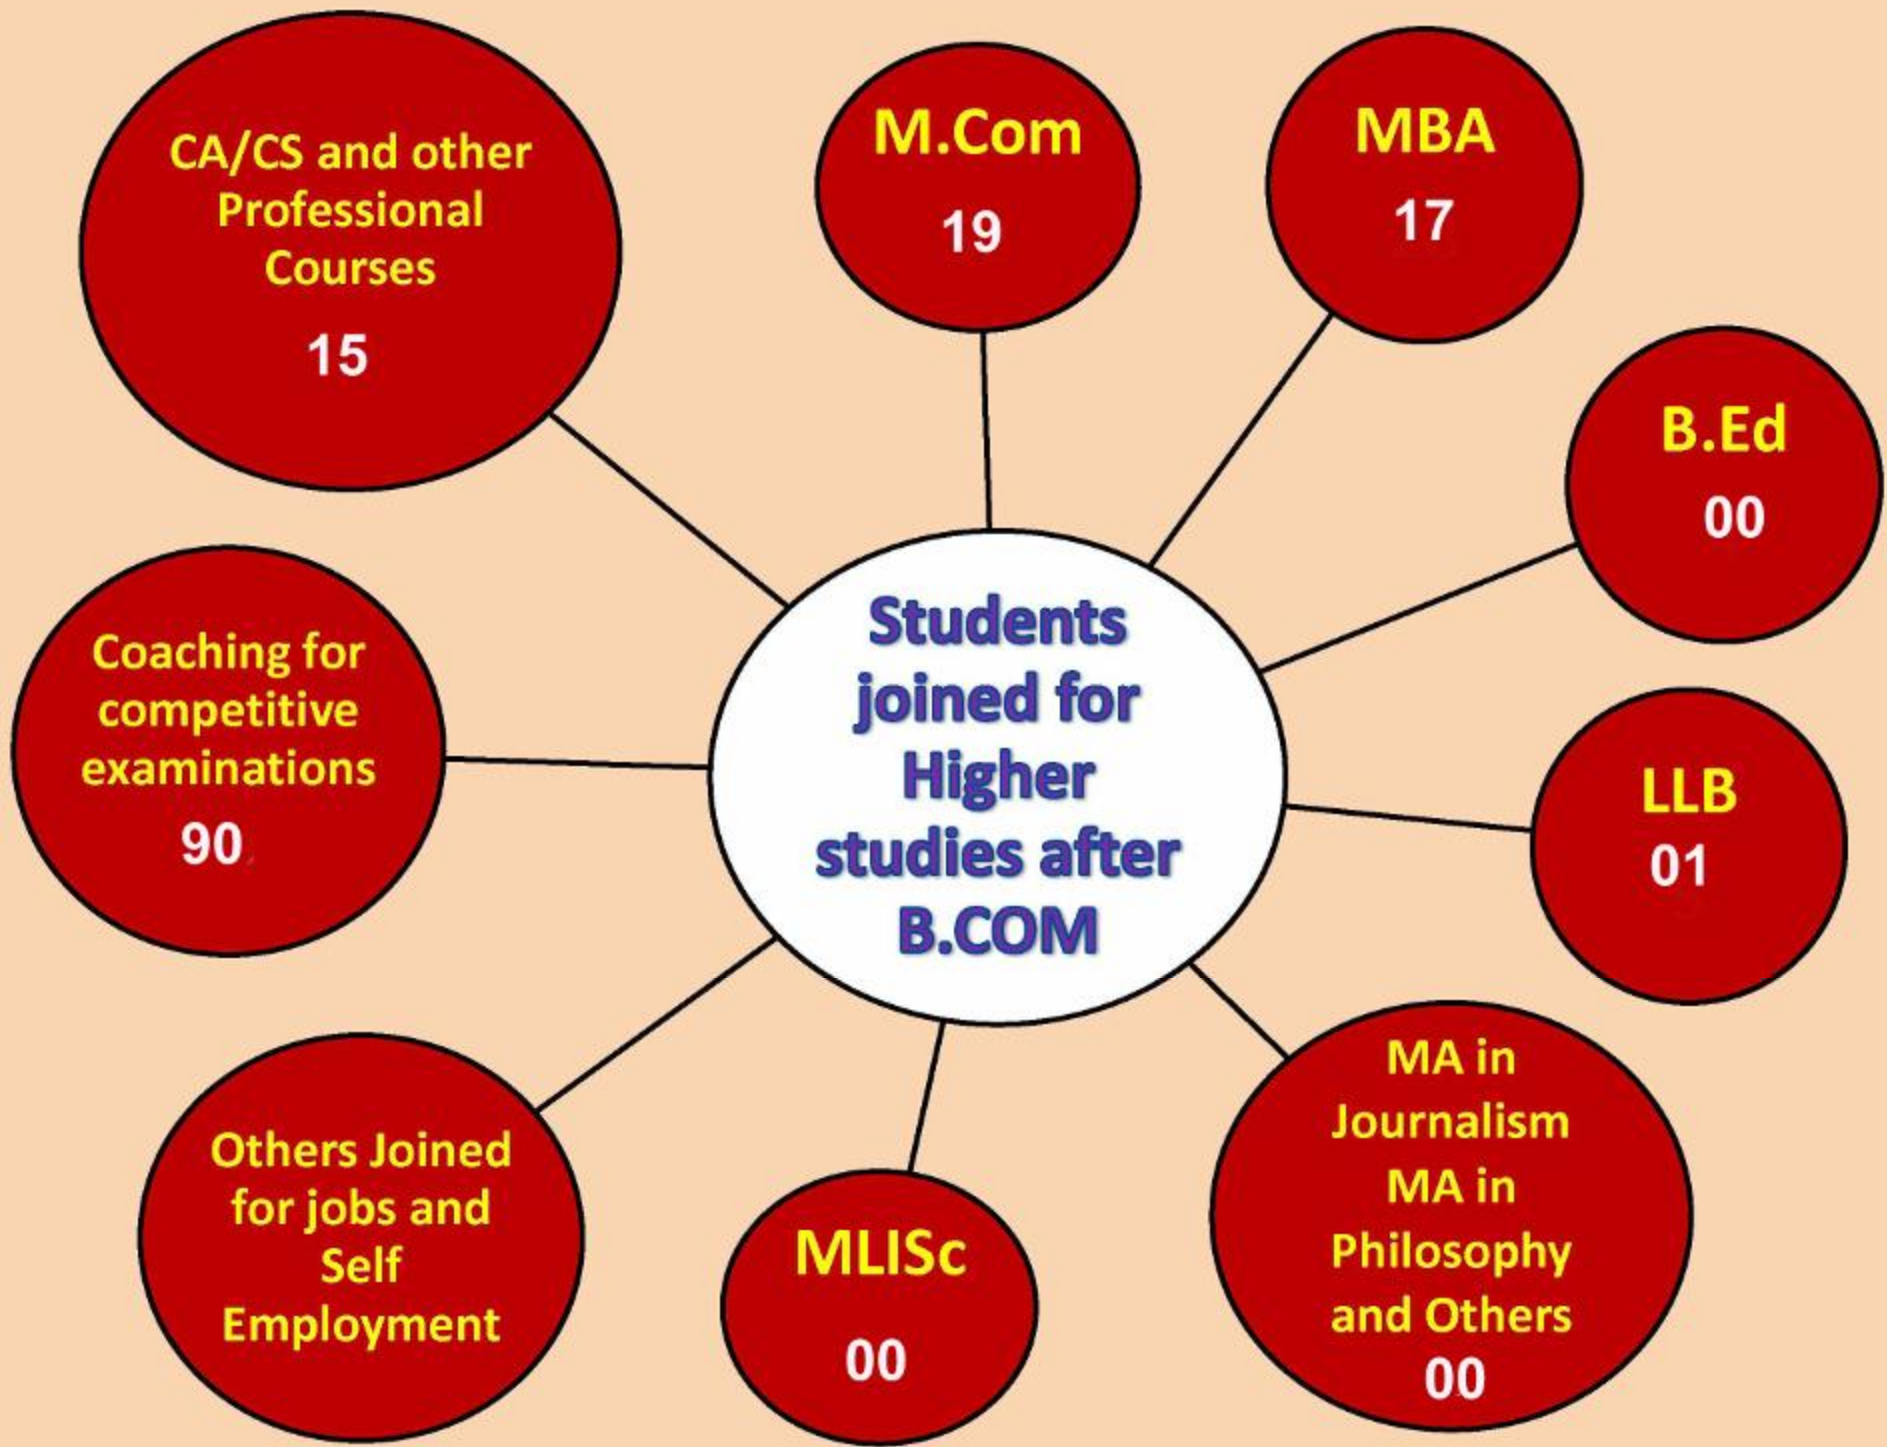 CA/CS and other
Professional
Courses
15
M.Com
19
MBA
17
B.Ed
00
LLB
01
MA in
Journalism
MA in
Philosophy
and Others
00
MLISc
00
Others Joined
for jobs and
Self
Employment
Coaching for
competitive
examinations
90
Students
joined for
Higher
studies after
B.COM